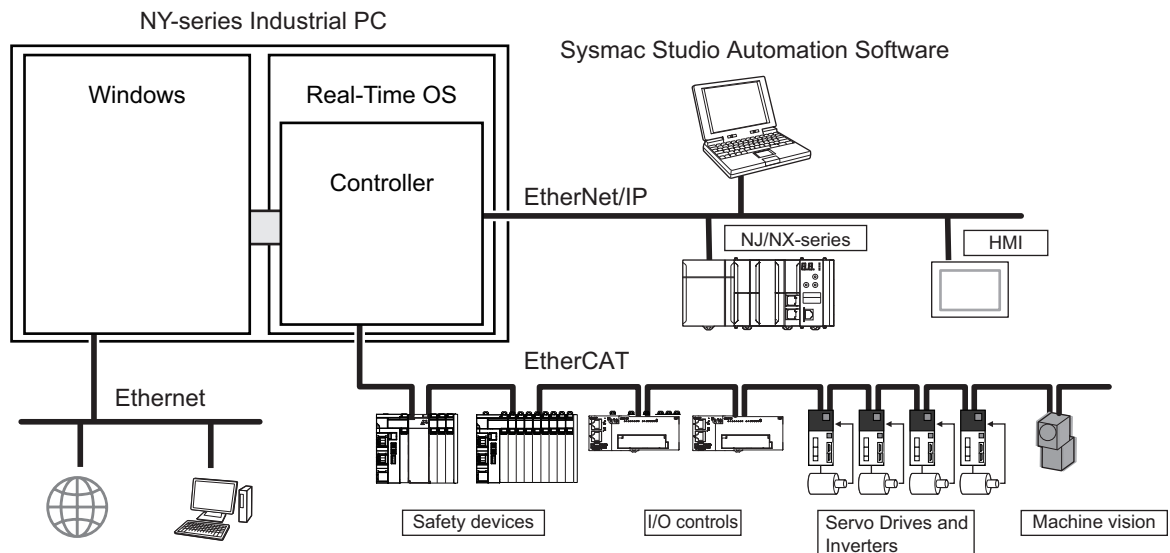 NY-series Industrial PC
Sysmac Studio Automation Software
Windows
Real-Time OS
Controller
EtherNet/IP
NJ/NX-series
HMI
EtherCAT
Ethernet
Safety devices
I/O controls
Servo Drives and
Inverters
Machine vision